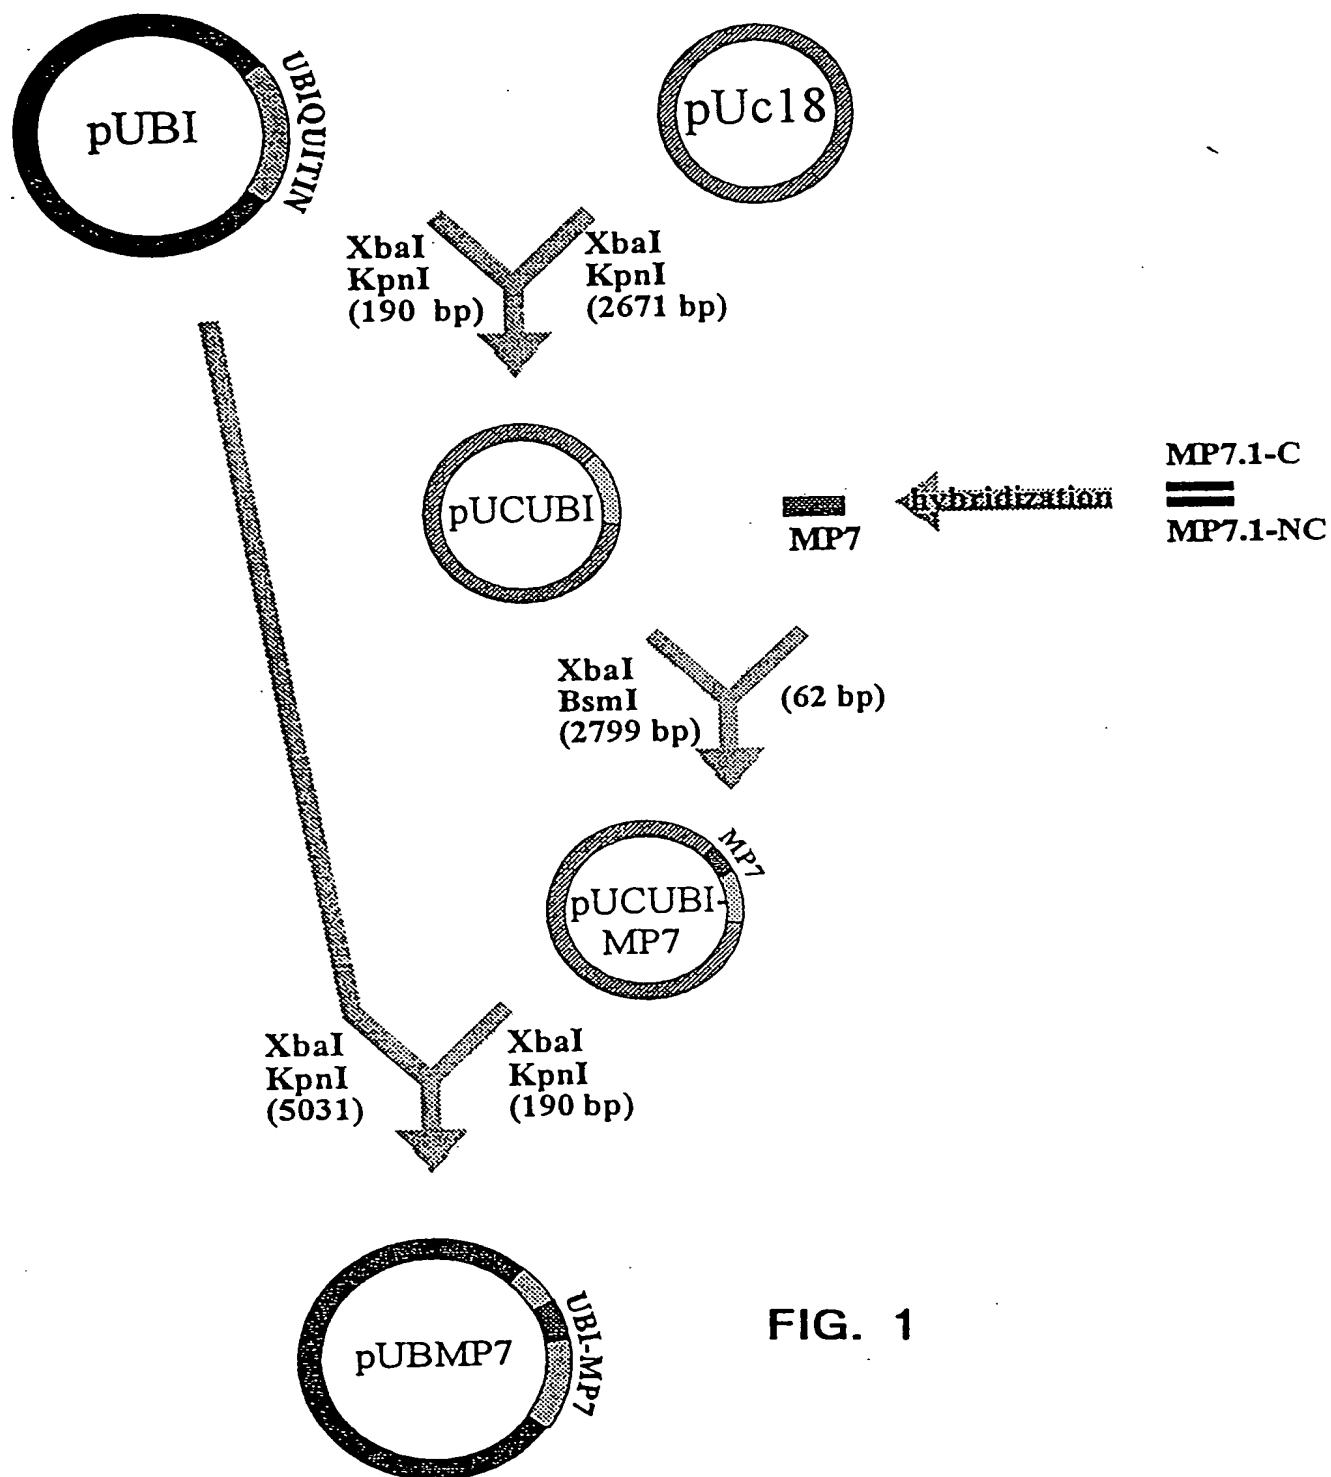 pUBI
UBIQUITIN
pUc18
XbaI
KpnI
(190 bp)
XbaI
KpnI
(2671 bp)
pUCUBI
MP7
hybridization
MP7.1-C
MP7.1-NC
XbaI
BsmI
(2799 bp)
(62 bp)
MP7
pUCUBI-
MP7
XbaI
KpnI
(5031)
XbaI
KpnI
(190 bp)
pUBMP7
UBI-MP7
FIG. 1